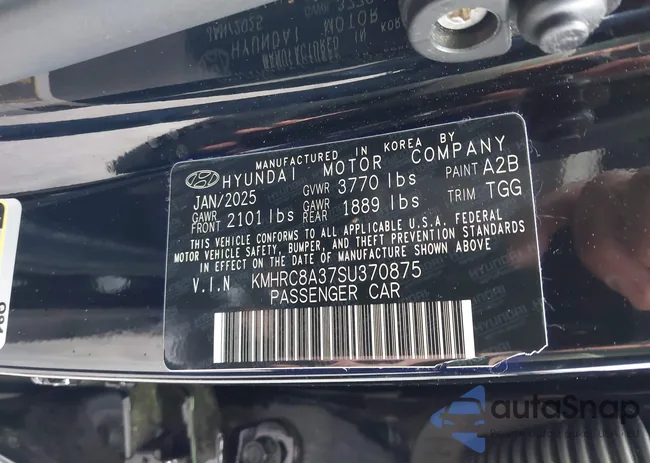 MANUFACTURED IN KOREA BY
HYUNDAI MOTOR COMPANY
JAN/2025 GVWR 3770 lbs PAINT A2B
GAWR FRONT 2101 lbs GAWR REAR 1889 lbs TRIM TGG
THIS VEHICLE CONFORMS TO ALL APPLICABLE U.S.A. FEDERAL
MOTOR VEHICLE SAFETY, BUMPER, AND THEFT PREVENTION STANDARDS
IN EFFECT ON THE DATE OF MANUFACTURE SHOWN ABOVE.
V.I.N KMHRC8A37SU370875
PASSENGER CAR
autoSnap
VEHICLE SOLUTIONS